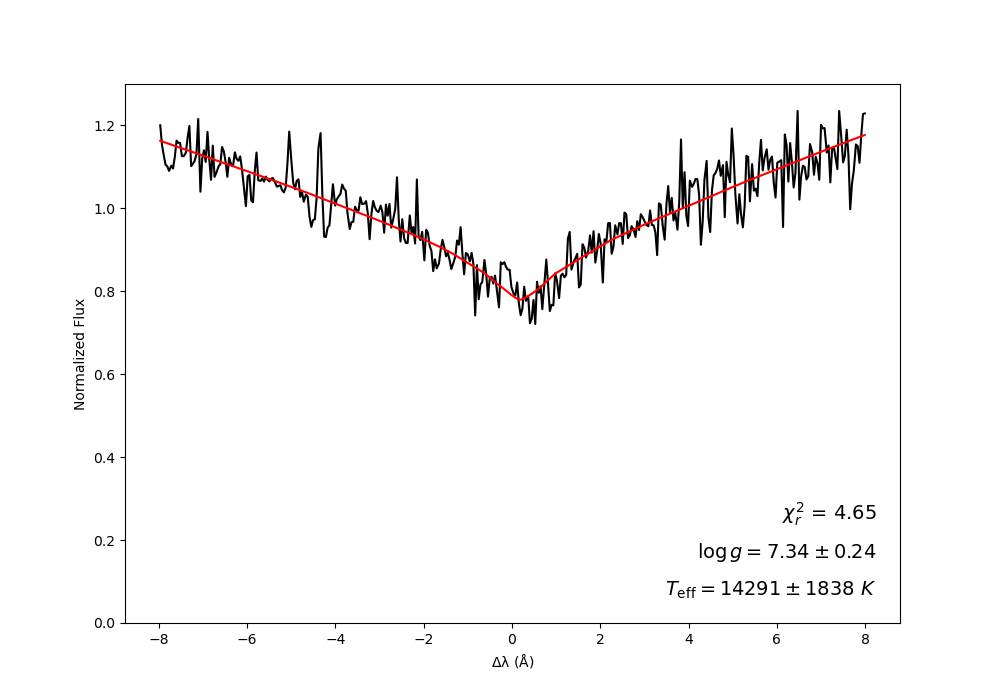 1.2
1.0
0.8
0.6
0.4
0.2
0.0
Normalized Flux
χ²ᵣ = 4.65
log g = 7.34 ± 0.24
T_eff = 14291 ± 1838 K
−8 −6 −4 −2 0 2 4 6 8
Δλ (Å)